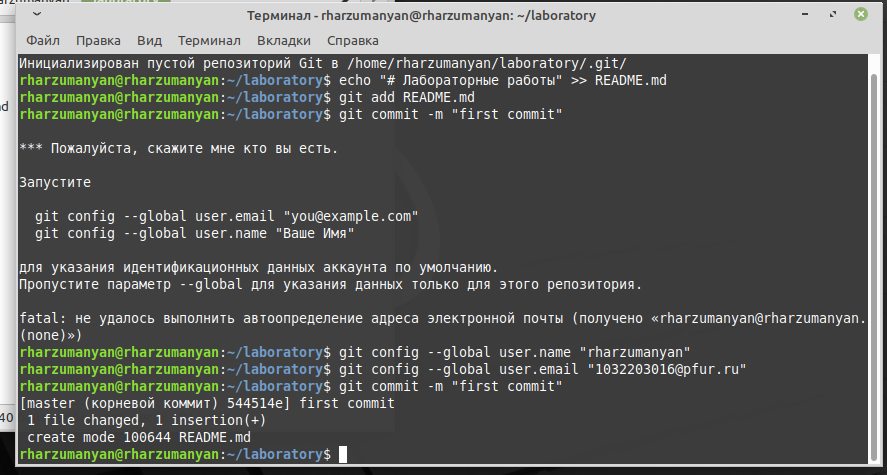 Терминал - rharzumanyan@rharzumanyan: ~/laboratory
Файл Правка Вид Терминал Вкладки Справка
Инициализирован пустой репозиторий Git в /home/rharzumanyan/laboratory/.git/
rharzumanyan@rharzumanyan:~/laboratory$ echo "# Лабораторные работы" >> README.md
rharzumanyan@rharzumanyan:~/laboratory$ git add README.md
rharzumanyan@rharzumanyan:~/laboratory$ git commit -m "first commit"
*** Пожалуйста, скажите мне кто вы есть.
Запустите
git config --global user.email "you@example.com"
git config --global user.name "Ваше Имя"
для указания идентификационных данных аккаунта по умолчанию.
Пропустите параметр --global для указания данных только для этого репозитория.
fatal: не удалось выполнить автоопределение адреса электронной почты (получено «rharzumanyan@rharzumanyan.
(none)»)
rharzumanyan@rharzumanyan:~/laboratory$ git config --global user.name "rharzumanyan"
rharzumanyan@rharzumanyan:~/laboratory$ git config --global user.email "1032203016@pfur.ru"
rharzumanyan@rharzumanyan:~/laboratory$ git commit -m "first commit"
[master (корневой коммит) 544514e] first commit
1 file changed, 1 insertion(+)
create mode 100644 README.md
rharzumanyan@rharzumanyan:~/laboratory$
40